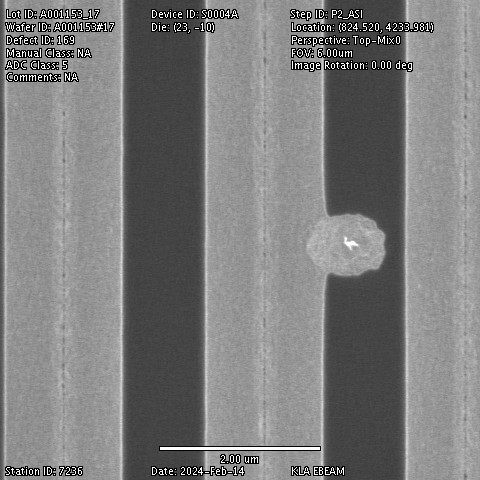 Lot ID: A001153_17
Wafer ID: A001153#17
Defect ID: 169
Manual Class: NA
ADC Class: 5
Comments: NA
Device ID: S0004A
Die: (23, -10)
Step ID: P2_ASI
Location: (824.520, 4233.981)
Perspective: Top-Mix0
FOV: 6.00um
Image Rotation: 0.00 deg
2.00 um
Station ID: 7236
Date: 2024-Feb-14
KLA EBEAM